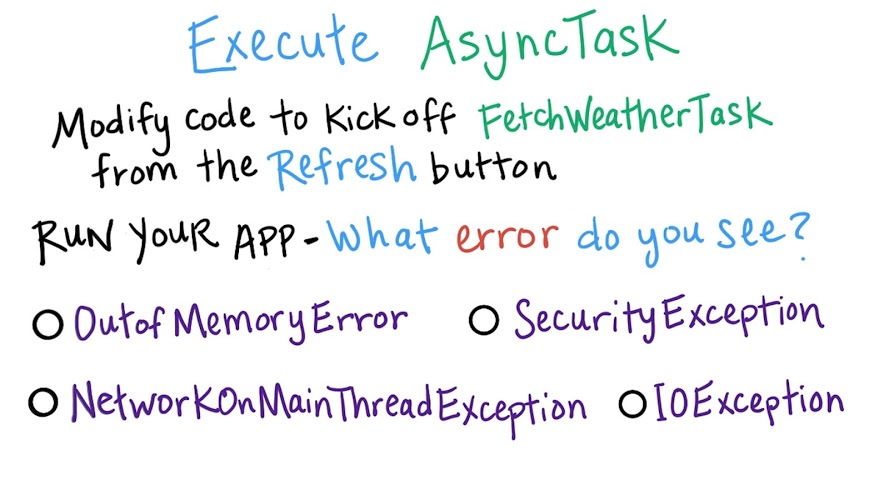 Execute AsyncTask
Modify code to kick off FetchWeatherTask
from the Refresh button
RUN YOUR APP - What error do you see?
OutofMemoryError SecurityException
NetworkOnMainThreadException IOException